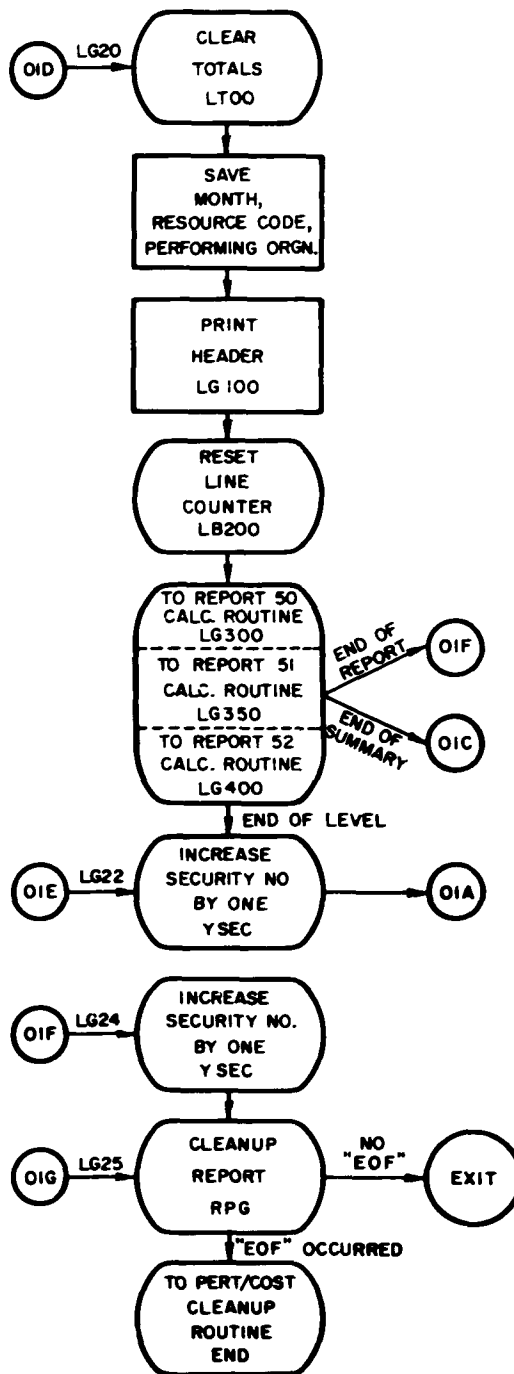 01D
LG20
CLEAR
TOTALS
LT00
SAVE
MONTH,
RESOURCE CODE,
PERFORMING ORGN.
PRINT
HEADER
LG 100
RESET
LINE
COUNTER
LB200
TO REPORT 50
CALC. ROUTINE
LG300
TO REPORT 51
CALC. ROUTINE
LG350
TO REPORT 52
CALC. ROUTINE
LG400
END OF
REPORT
01F
END OF
SUMMARY
01C
END OF LEVEL
01E
LG22
INCREASE
SECURITY NO
BY ONE
YSEC
01A
01F
LG24
INCREASE
SECURITY NO.
BY ONE
YSEC
01G
LG25
CLEANUP
REPORT
RPG
NO
"EOF"
EXIT
"EOF" OCCURRED
TO PERT/COST
CLEANUP
ROUTINE
END